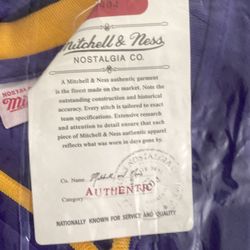 Mitchell & Ness
NOSTALGIA CO.
A Mitchell & Ness authentic garment
is the finest made on the market. Note the
outstanding construction and historical
accuracy. Every stitch is tailored to exact
team specifications. Extensive research
and attention to detail ensure that each
piece of Mitchell & Ness authentic apparel
reflects what was worn in days gone by.
Co. Name
AUTHENTIC
NOSTALGIA
NATIONALLY KNOWN FOR SERVICE AND QUALITY